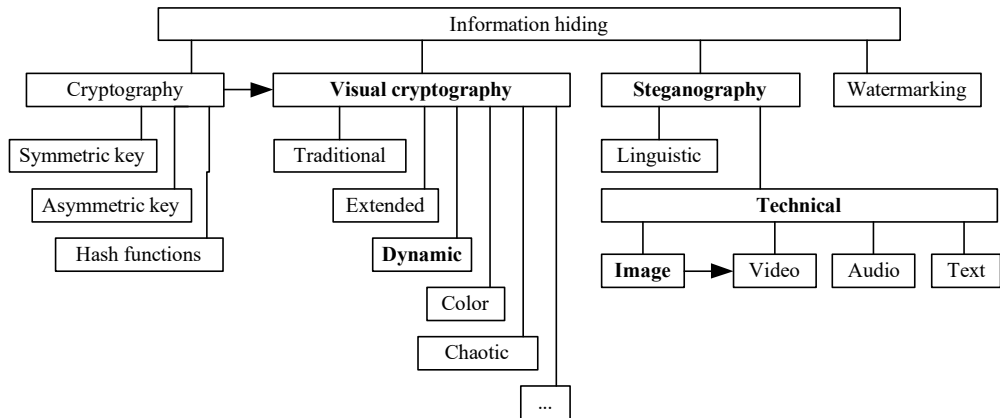 Information hiding
Cryptography
Visual cryptography
Steganography
Watermarking
Symmetric key
Traditional
Linguistic
Asymmetric key
Extended
Technical
Hash functions
Dynamic
Image
Video
Audio
Text
Color
Chaotic
...